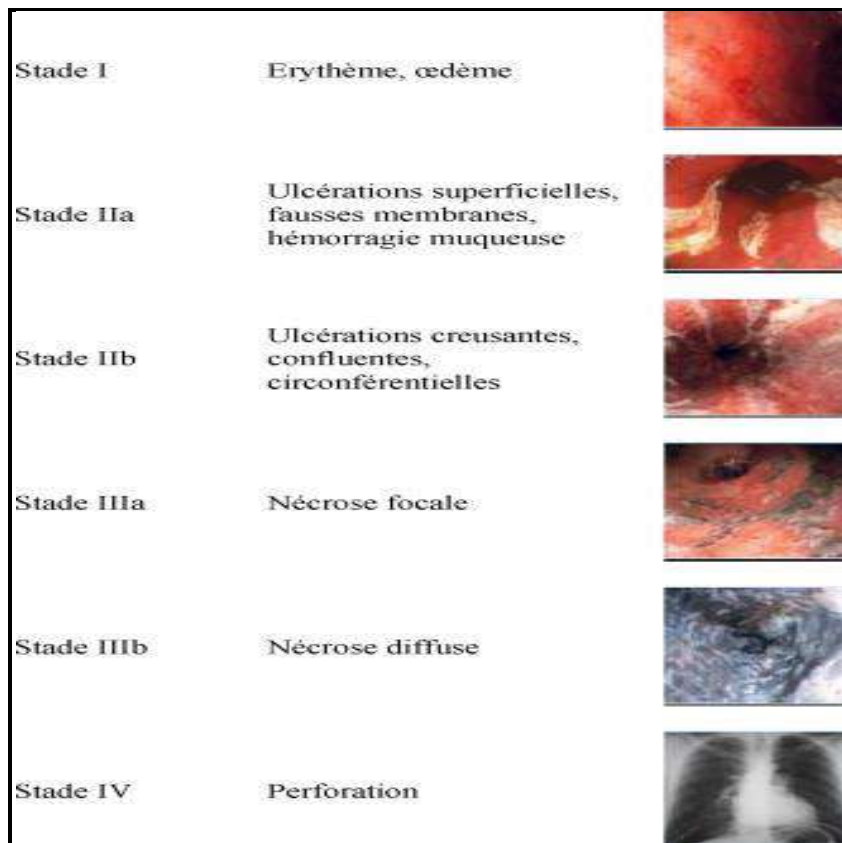 Stade I Erythème, œdème
Ulcérations superficielles,
Stade IIa fausses membranes,
hémorragie muqueuse
Ulcérations creusantes,
Stade IIb confluentes,
circonférentielles
Stade IIIa Nécrose focale
Stade IIIb Nécrose diffuse
Stade IV Perforation